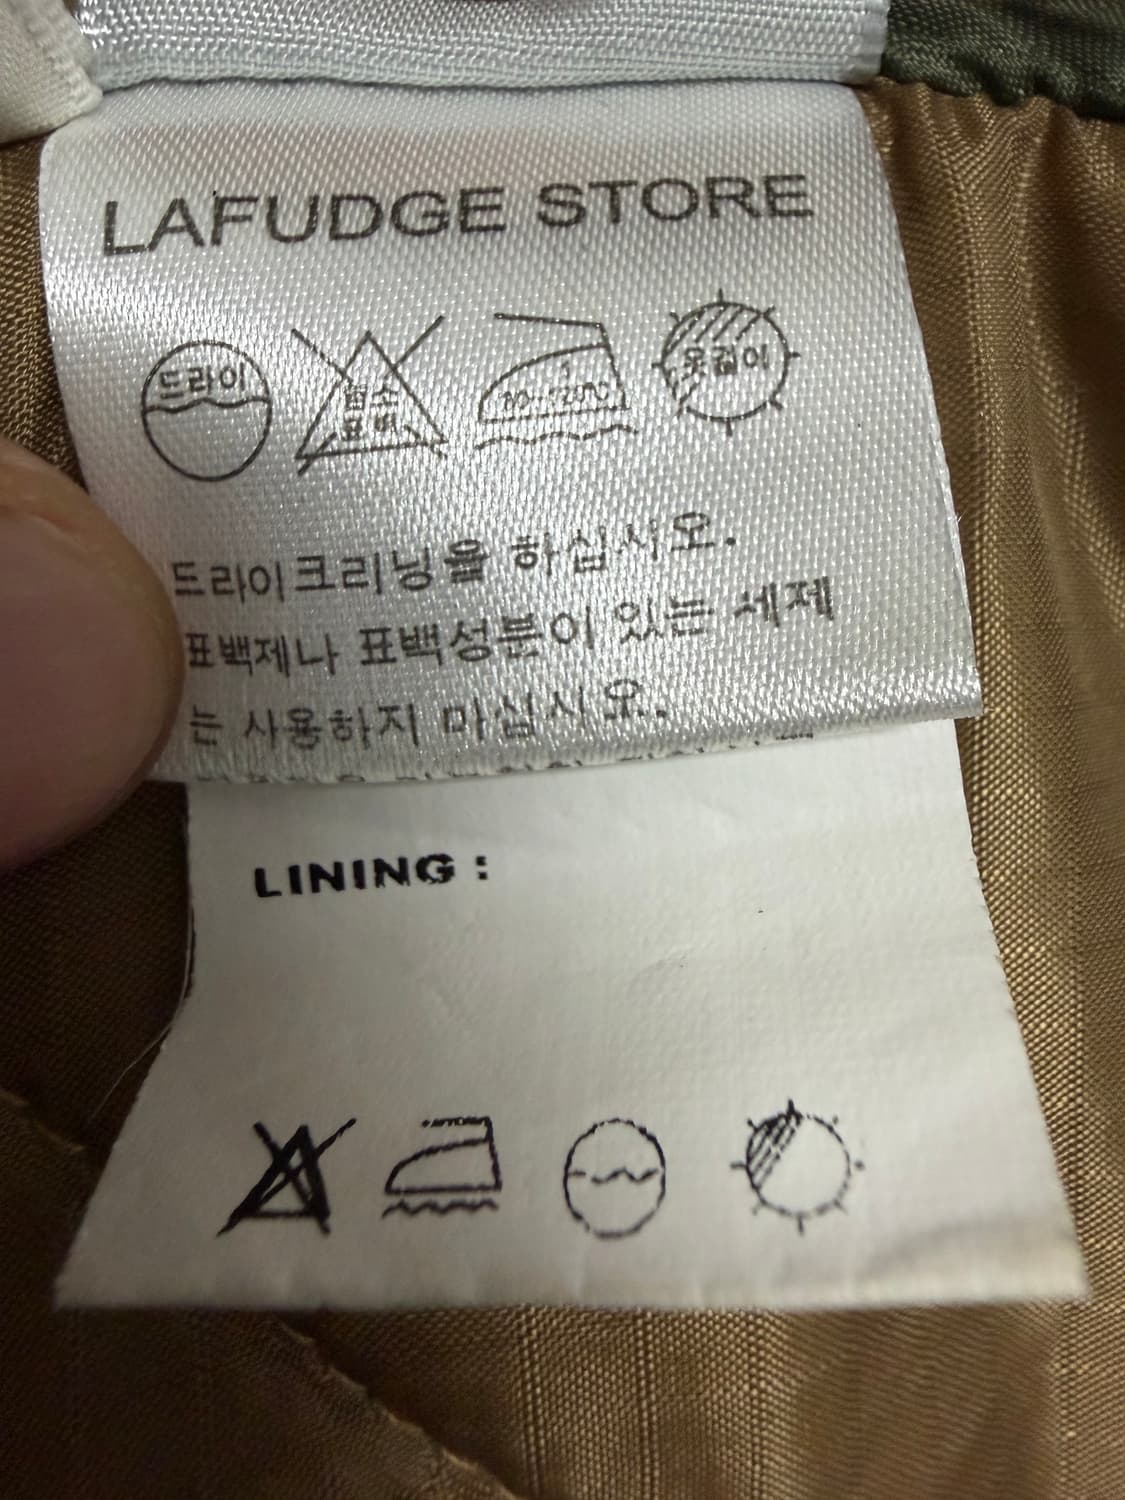 LAFUDGE STORE
드라이
염소
표백
옷걸이
드라이크리닝을 하십시오.
표백제나 표백성분이 있는 세제
는 사용하지 마십시오.
LINING :